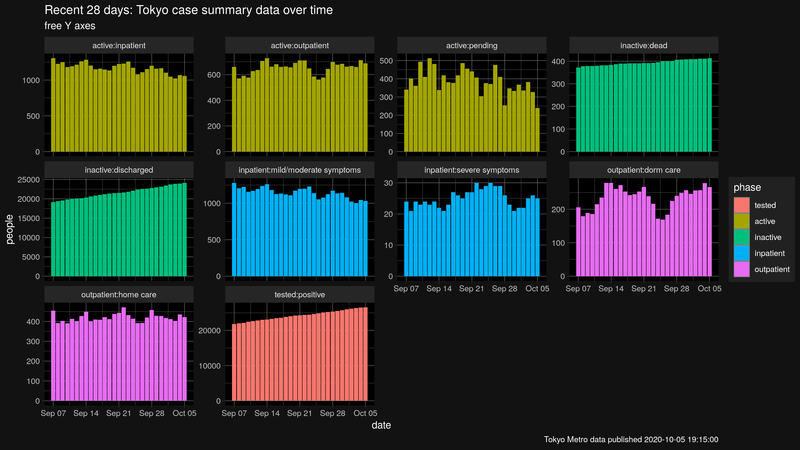 Recent 28 days: Tokyo case summary data over time
free Y axes
active:inpatient
active:outpatient
active:pending
inactive:dead
1000
500
0
600
400
200
0
500
400
300
200
100
0
400
300
200
100
0
inactive:discharged
inpatient:mild/moderate symptoms
inpatient:severe symptoms
outpatient:dorm care
25000
20000
15000
10000
5000
0
1000
500
0
30
20
10
0
200
100
0
Sep 07 Sep 14 Sep 21 Sep 28 Oct 05
Sep 07 Sep 14 Sep 21 Sep 28 Oct 05
outpatient:home care
tested:positive
400
300
200
100
0
20000
10000
0
Sep 07 Sep 14 Sep 21 Sep 28 Oct 05
Sep 07 Sep 14 Sep 21 Sep 28 Oct 05
people
date
phase
tested
active
inactive
inpatient
outpatient
Tokyo Metro data published 2020-10-05 19:15:00